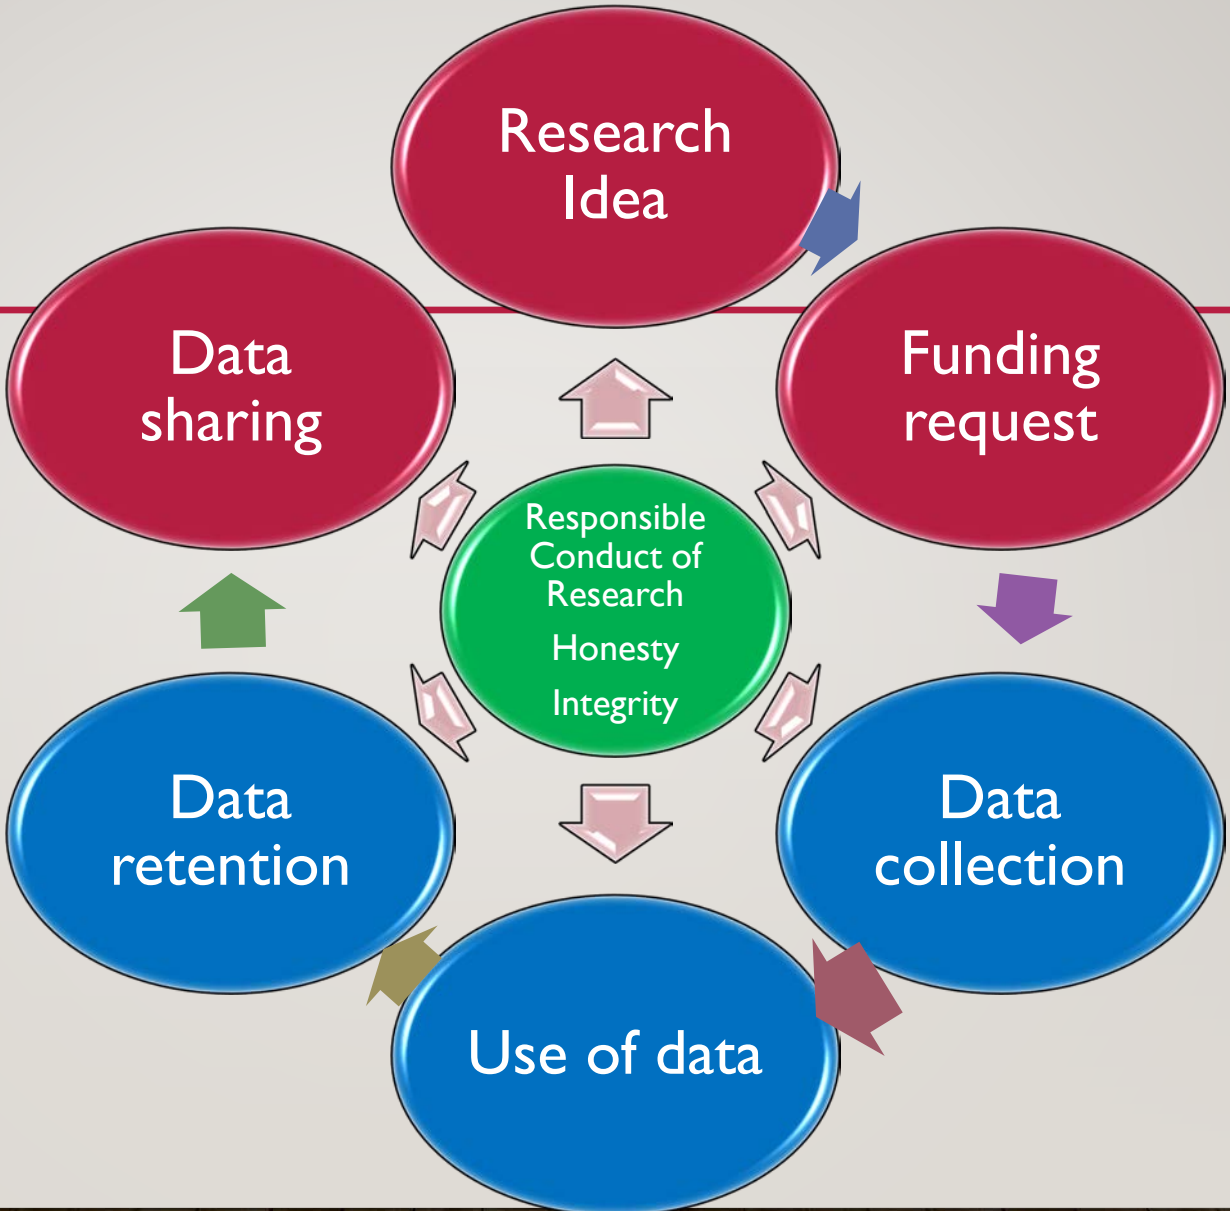 Research
Idea
Funding
request
Data
collection
Use of data
Data
retention
Data
sharing
Responsible
Conduct of
Research
Honesty
Integrity